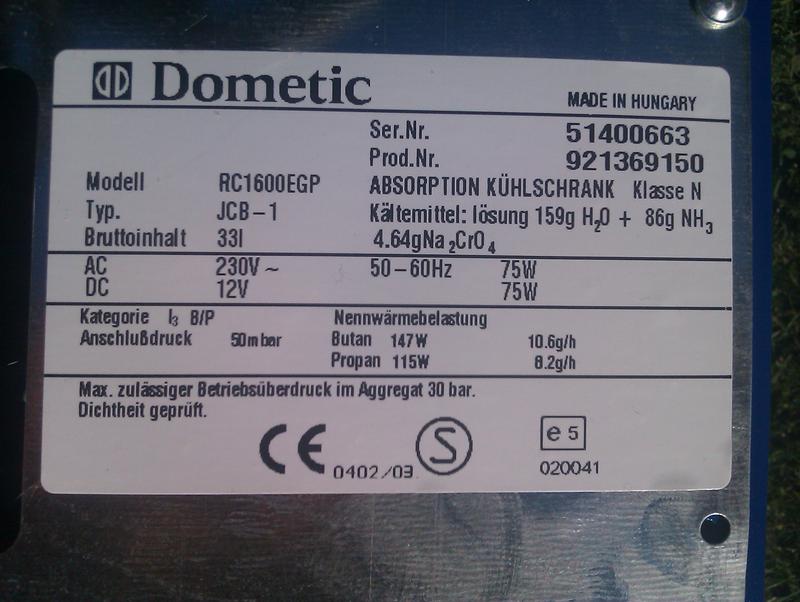 Dometic
MADE IN HUNGARY
Ser.Nr. 51400663
Prod.Nr. 921369150
Modell RC1600EGP ABSORPTION KÜHLSCHRANK Klasse N
Typ. JCB-1 Kältemittel: lösung 159g H₂O + 86g NH₃
Bruttoinhalt 33l 4.64gNa₂CrO₄
AC 230V ~ 50-60Hz 75W
DC 12V 75W
Kategorie I₃ B/P Nennwärmebelastung
Anschlußdruck 50mbar Butan 147W 10.6g/h
Propan 115W 8.2g/h
Max. zulässiger Betriebsüberdruck im Aggregat 30 bar.
Dichtheit geprüft.
CE 0402/03 S e5
020041